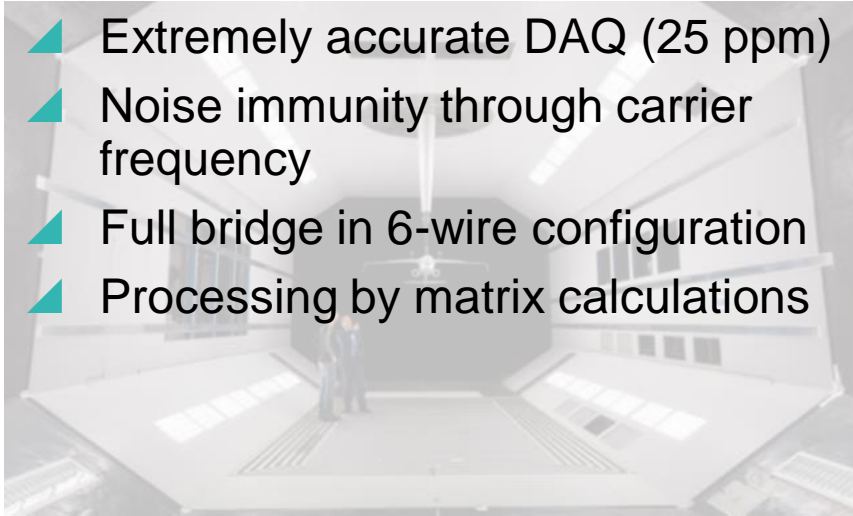 Extremely accurate DAQ (25 ppm)
Noise immunity through carrier
frequency
Full bridge in 6-wire configuration
Processing by matrix calculations